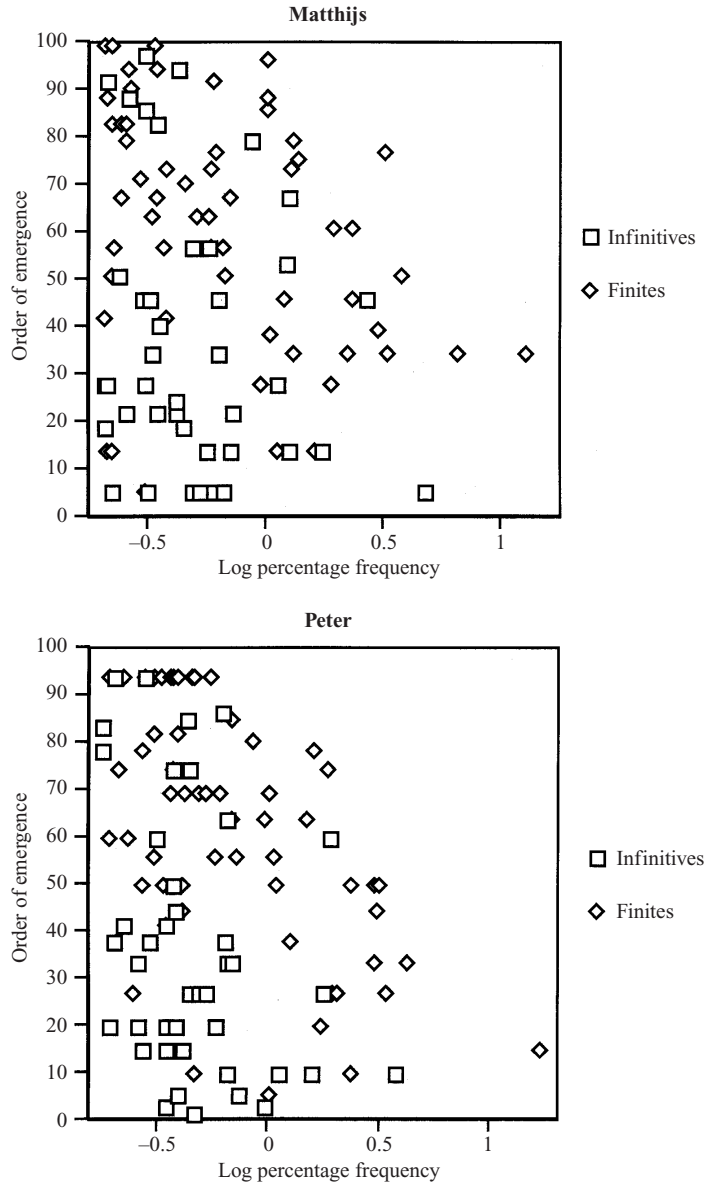 Matthijs
100
90
80
70
60
50
40
30
20
10
0
Order of emergence
–0.5 0 0.5 1
Log percentage frequency
Infinitives
Finites
Peter
100
90
80
70
60
50
40
30
20
10
0
Order of emergence
–0.5 0 0.5 1
Log percentage frequency
Infinitives
Finites